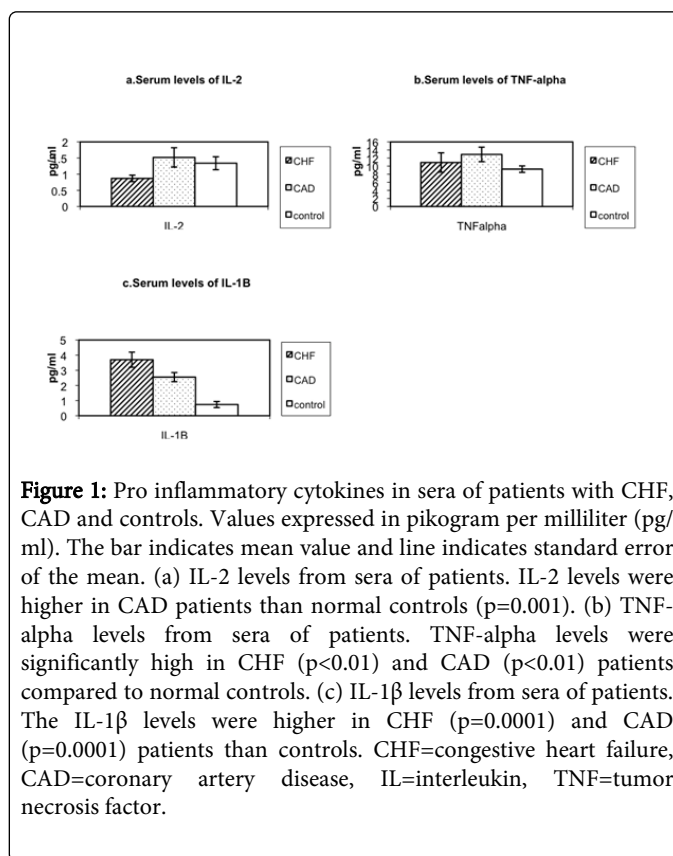 a.Serum levels of IL-2
pg/ml
2
1.5
1
0.5
0
IL-2
CHF
CAD
control
b.Serum levels of TNF-alpha
pg/ml
16
14
12
10
8
6
4
2
0
TNFalpha
CHF
CAD
control
c.Serum levels of IL-1B
pg/ml
5
4
3
2
1
0
IL-1B
CHF
CAD
control
Figure 1: Pro inflammatory cytokines in sera of patients with CHF,
CAD and controls. Values expressed in pikogram per milliliter (pg/
ml). The bar indicates mean value and line indicates standard error
of the mean. (a) IL-2 levels from sera of patients. IL-2 levels were
higher in CAD patients than normal controls (p=0.001). (b) TNF-
alpha levels from sera of patients. TNF-alpha levels were
significantly high in CHF (p<0.01) and CAD (p<0.01) patients
compared to normal controls. (c) IL-1β levels from sera of patients.
The IL-1β levels were higher in CHF (p=0.0001) and CAD
(p=0.0001) patients than controls. CHF=congestive heart failure,
CAD=coronary artery disease, IL=interleukin, TNF=tumor
necrosis factor.